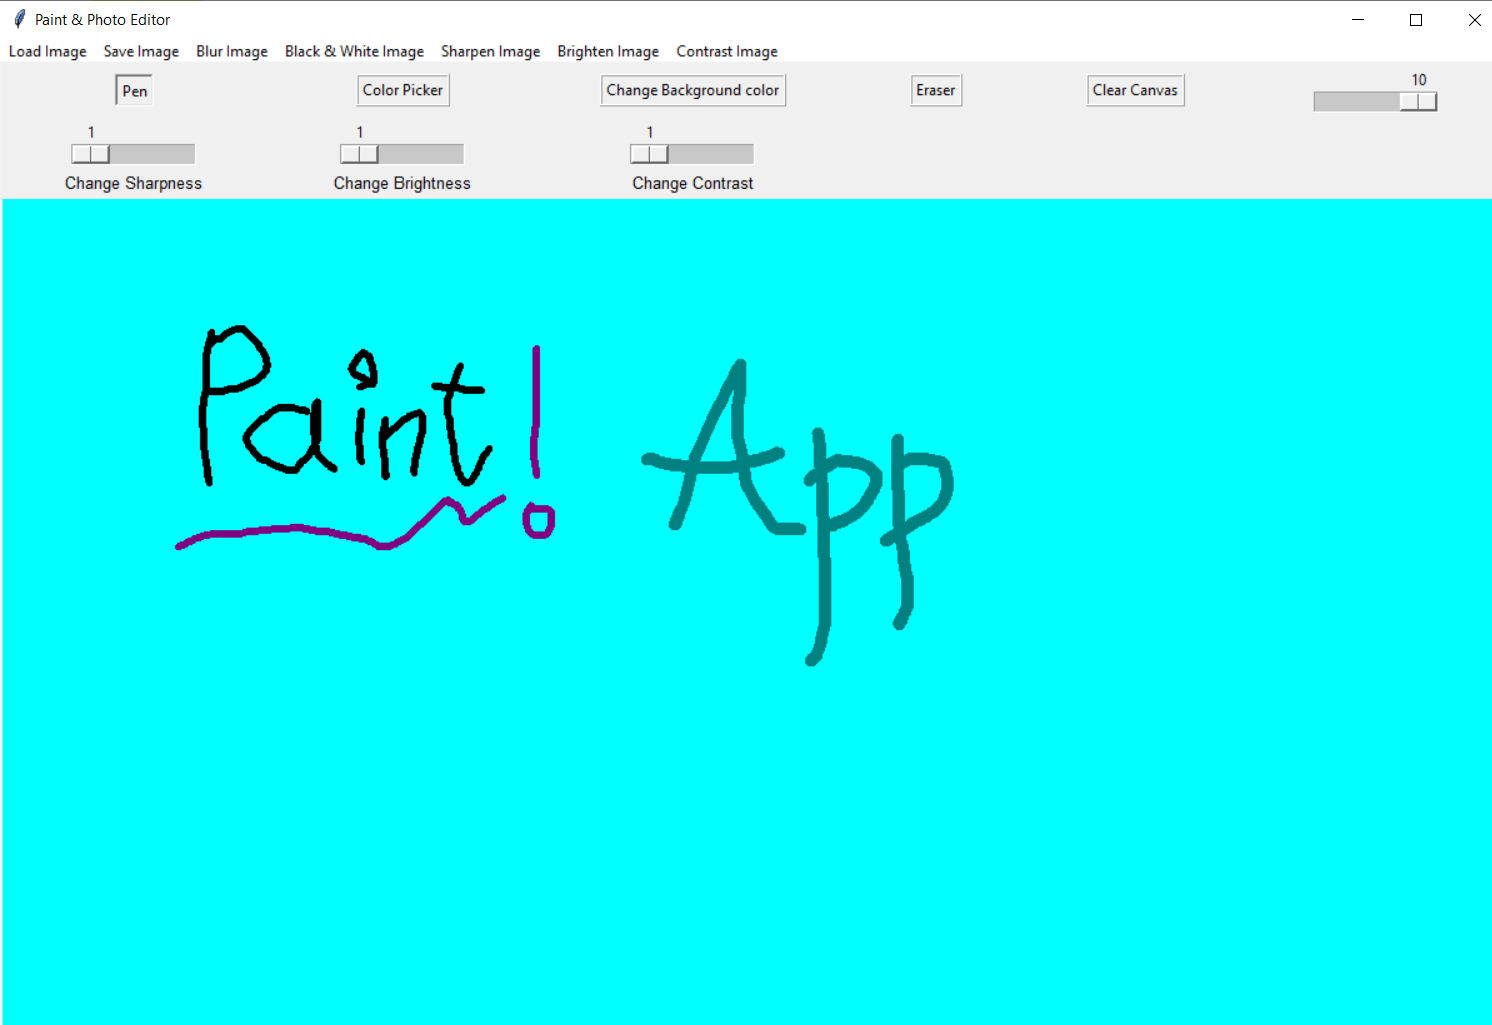 Paint & Photo Editor
Load Image Save Image Blur Image Black & White Image Sharpen Image Brighten Image Contrast Image
Pen Color Picker Change Background color Eraser Clear Canvas 10
1 1 1
Change Sharpness Change Brightness Change Contrast
Paint! App